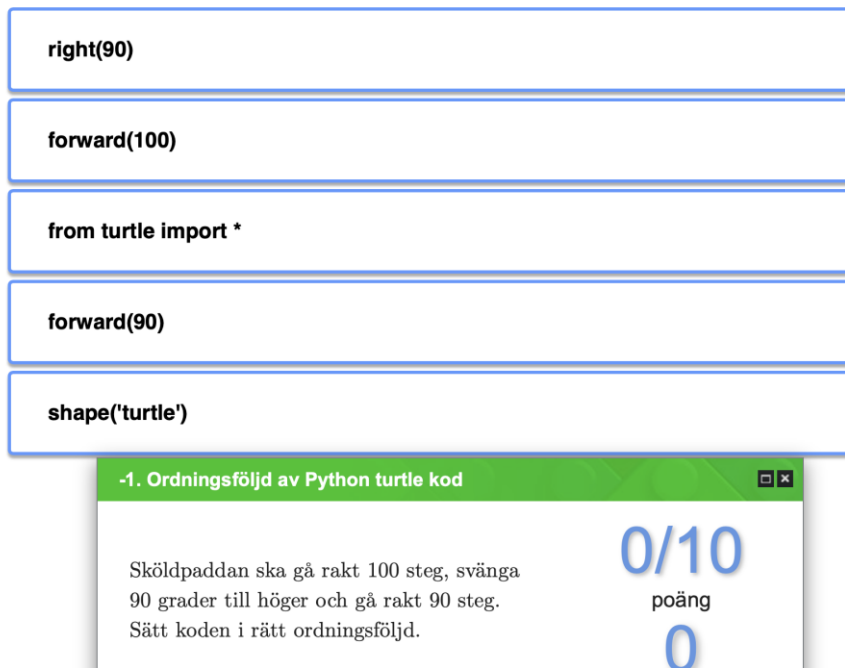 right(90)
forward(100)
from turtle import *
forward(90)
shape('turtle')
-1. Ordningsföljd av Python turtle kod
Sköldpaddan ska gå rakt 100 steg, svänga
90 grader till höger och gå rakt 90 steg.
Sätt koden i rätt ordningsföljd.
0/10
poäng
0